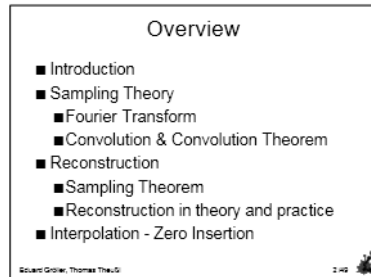 Overview
■ Introduction
■ Sampling Theory
■ Fourier Transform
■ Convolution & Convolution Theorem
■ Reconstruction
■ Sampling Theorem
■ Reconstruction in theory and practice
■ Interpolation - Zero Insertion
Eduard Gröller, Thomas Theußl